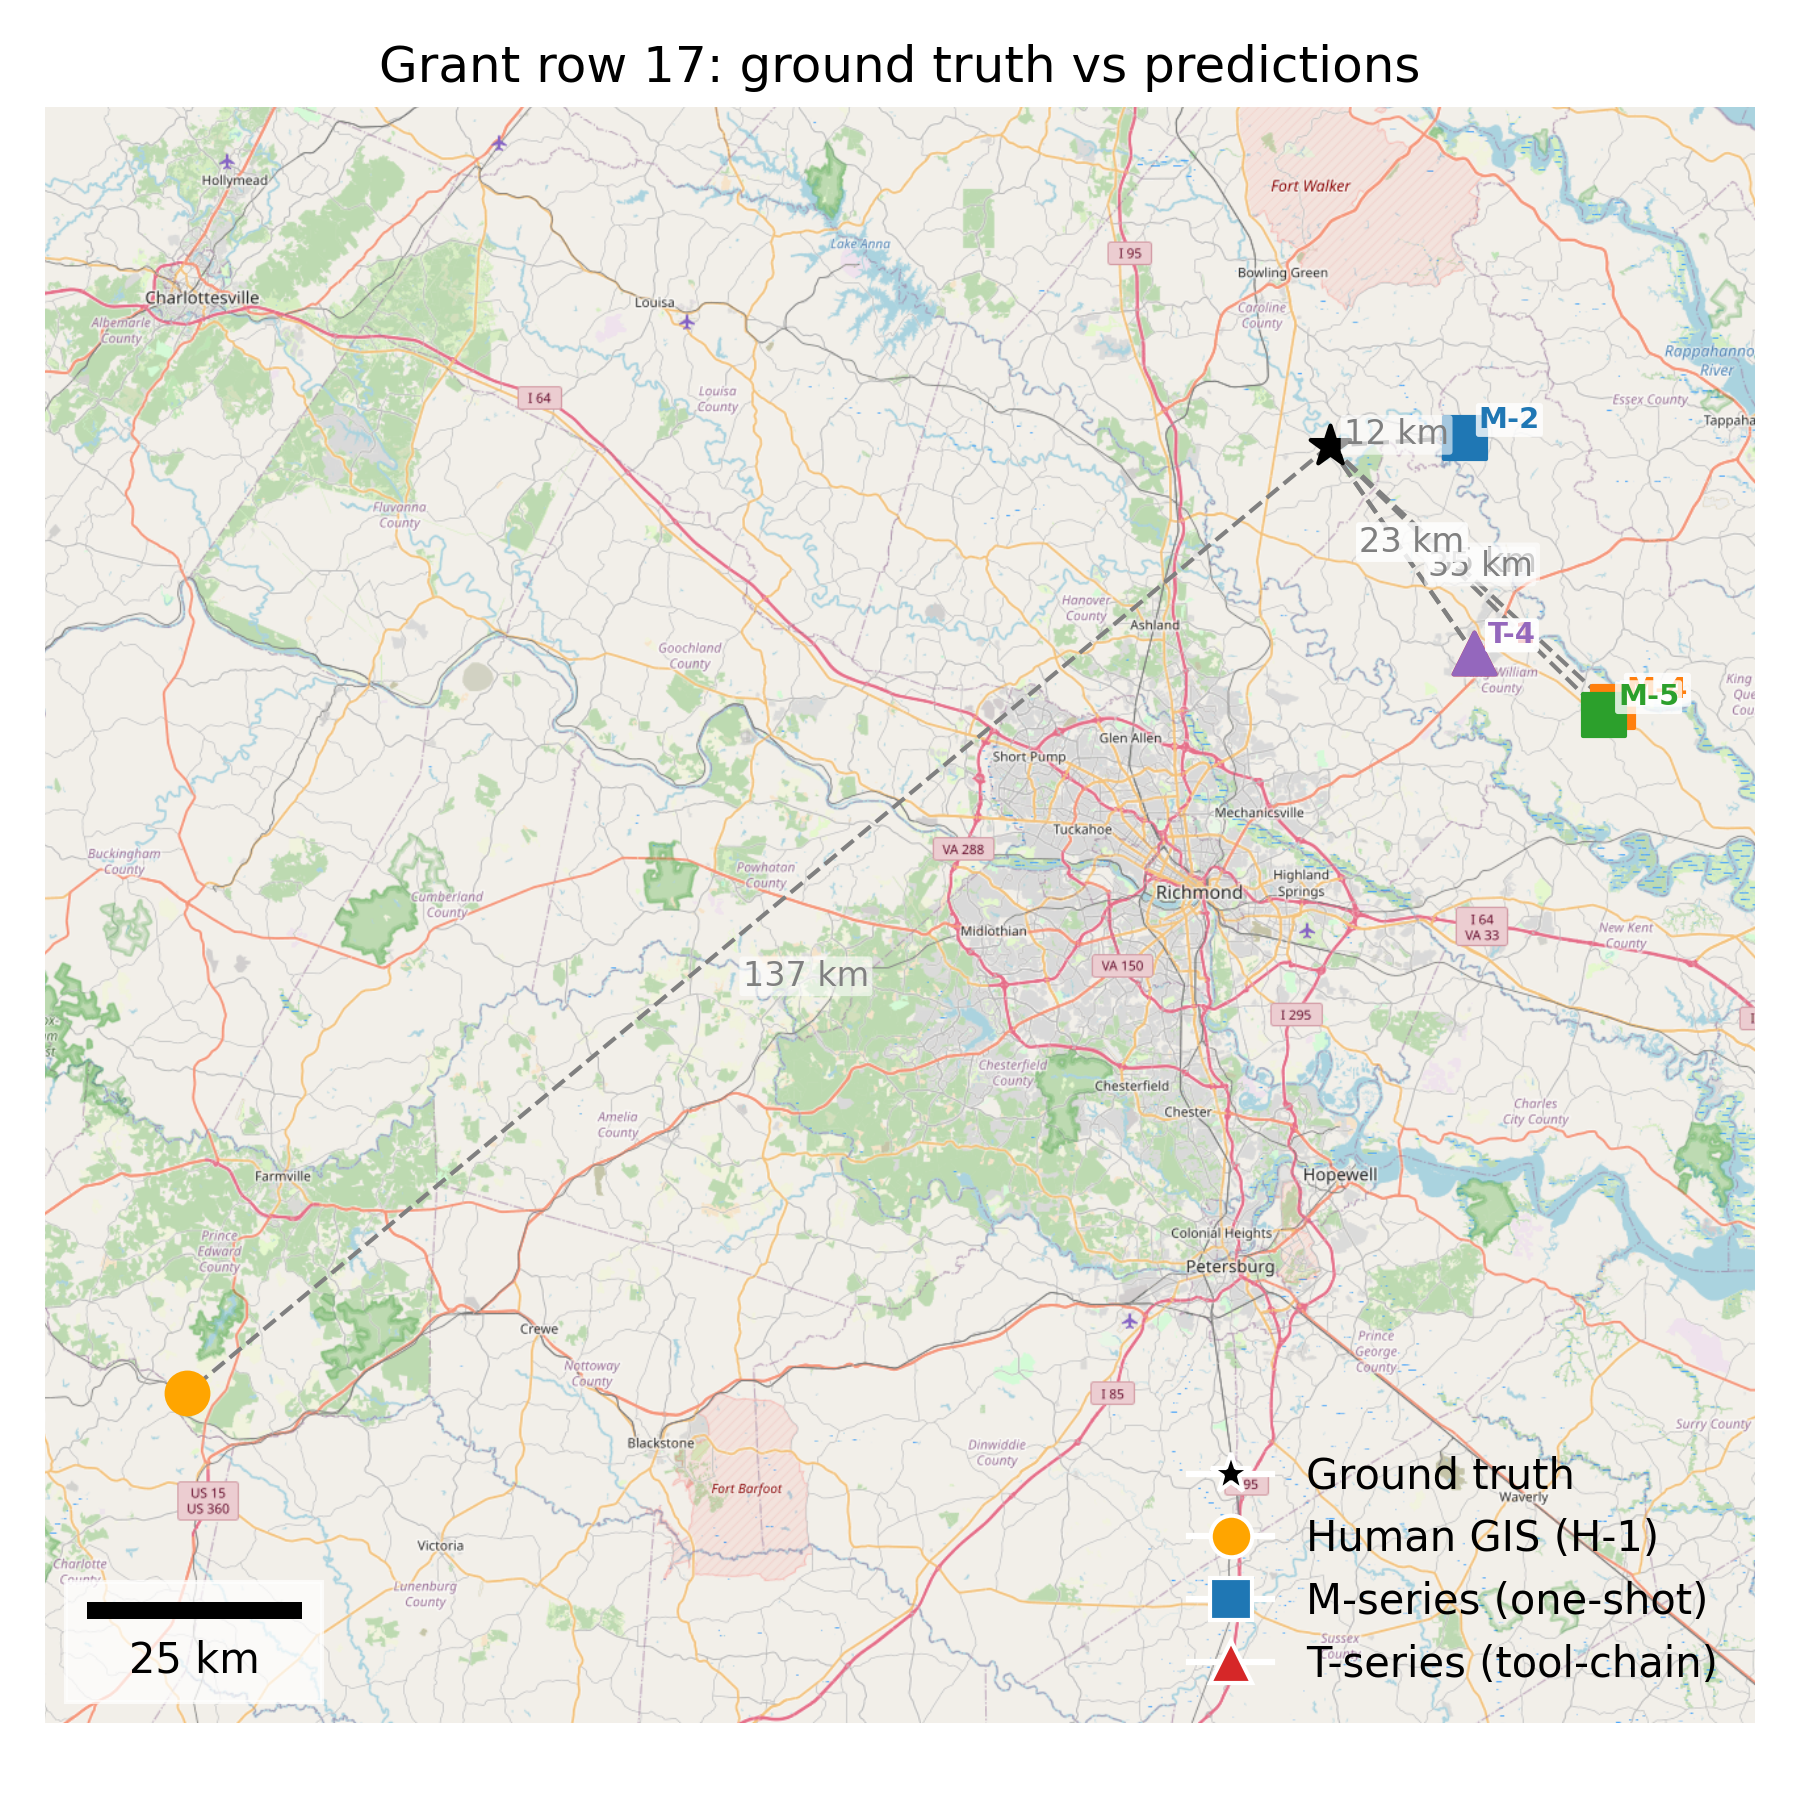 Grant row 17: ground truth vs predictions
Hollymead
Fort Walker
Lake Anna
I 95
Bowling Green
Charlottesville
Louisa
Caroline
County
Albemarle
County
Rappahanno
River
I 64
Louisa
County
Essex County
Tappaha
M-2
12 km
Fluvanna
County
23 km
35 km
Hanover
County
Ashland
T-4
Goochland
County
William
County
King
Que
Cou
M-5
Glen Allen
Short Pump
Mechanicsville
Tuckahoe
VA 288
Buckingham
County
Powhatan
County
Cumberland
County
Highland
Springs
Richmond
I 64
VA 33
New Kent
County
Midlothian
VA 150
137 km
I 295
Chesterfield
County
Chesterfield
Chester
Charles
City County
Amelia
County
Farmville
Hopewell
Prince
Edward
County
Colonial Heights
Petersburg
Crewe
Nottoway
County
Prince
George
County
I 85
Surry County
Blackstone
Dinwiddie
County
Fort Barfoot
Ground truth
95
US 15
US 360
Waverly
Human GIS (H-1)
Victoria
Charlotte
County
Lunenburg
County
M-series (one-shot)
Sussex
County
25 km
T-series (tool-chain)